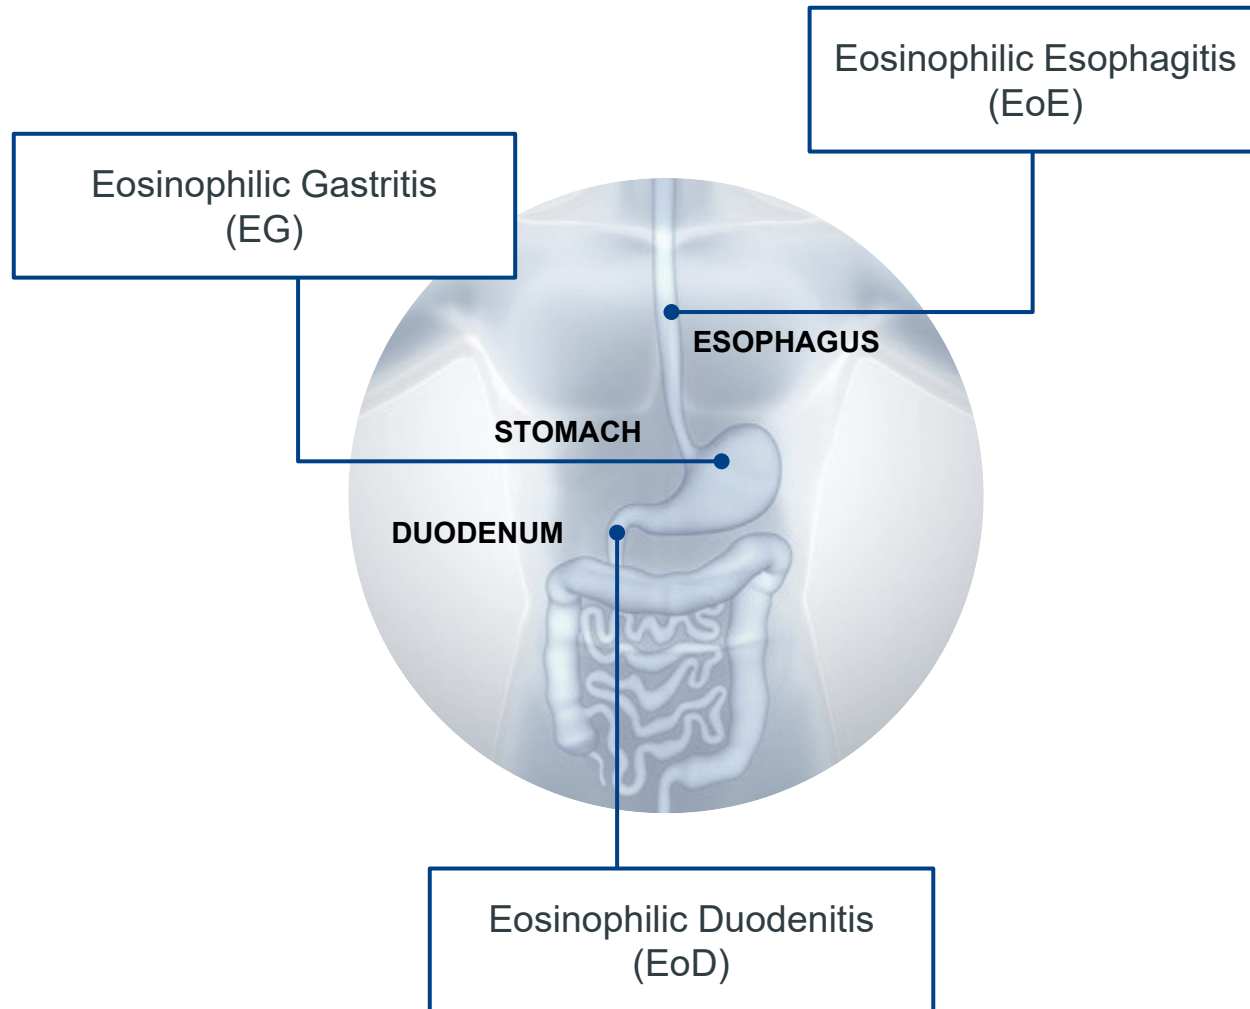 Eosinophilic Esophagitis
(EoE)
Eosinophilic Gastritis
(EG)
ESOPHAGUS
STOMACH
DUODENUM
Eosinophilic Duodenitis
(EoD)